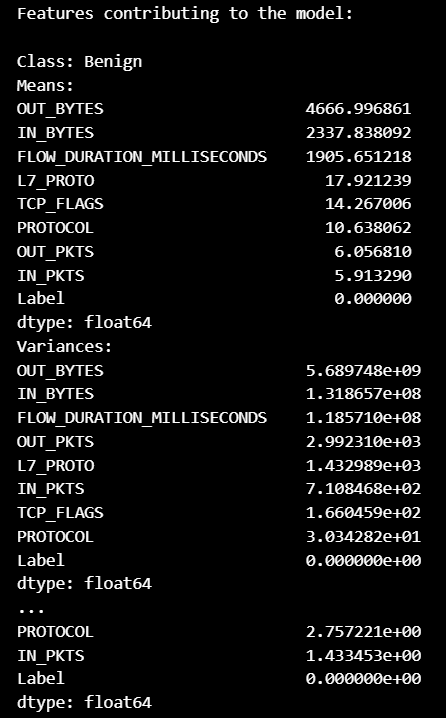 Features contributing to the model:
Class: Benign
Means:
OUT_BYTES 4666.996861
IN_BYTES 2337.838092
FLOW_DURATION_MILLISECONDS 1905.651218
L7_PROTO 17.921239
TCP_FLAGS 14.267006
PROTOCOL 10.638062
OUT_PKTS 6.056810
IN_PKTS 5.913290
Label 0.000000
dtype: float64
Variances:
OUT_BYTES 5.689748e+09
IN_BYTES 1.318657e+08
FLOW_DURATION_MILLISECONDS 1.185710e+08
OUT_PKTS 2.992310e+03
L7_PROTO 1.432989e+03
IN_PKTS 7.108468e+02
TCP_FLAGS 1.660459e+02
PROTOCOL 3.034282e+01
Label 0.000000e+00
dtype: float64
...
PROTOCOL 2.757221e+00
IN_PKTS 1.433453e+00
Label 0.000000e+00
dtype: float64